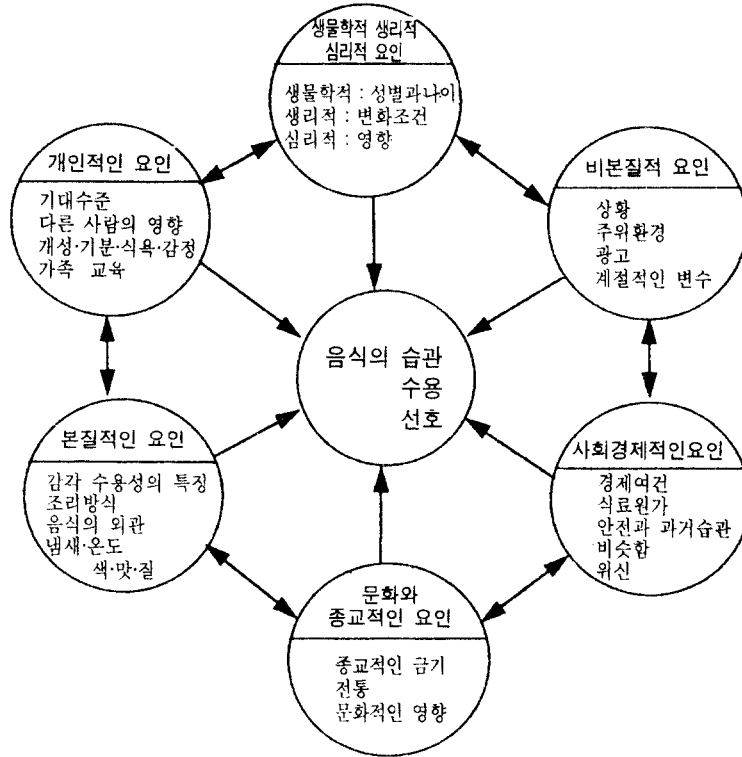 생물학적 생리적
심리적 요인
생물학적 : 성별과나이
생리적 : 변화조건
심리적 : 영향
개인적인 요인
기대수준
다른 사람의 영향
개성·기분·식욕·감정
가족 교육
비본질적 요인
상황
주위환경
광고
계절적인 변수
음식의 습관
수용
선호
본질적인 요인
감각 수용성의 특징
조리방식
음식의 외관
냄새·온도
색·맛·질
사회경제적인요인
경제여건
식료원가
안전과 과거습관
비슷함
위신
문화와
종교적인 요인
종교적인 금기
전통
문화적인 영향